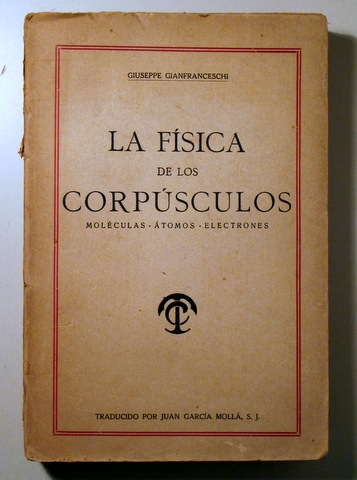 GIUSEPPE GIANFRANCESCHI
LA FÍSICA
DE LOS
CORPÚSCULOS
MOLÉCULAS - ÁTOMOS - ELECTRONES
TRADUCIDO POR JUAN GARCÍA MOLLÁ, S. J.